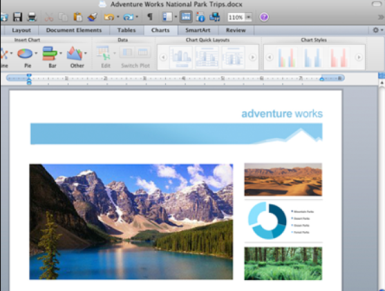 Adventure Works National Park Trips.docx
110%
Layout Document Elements Tables Charts SmartArt Review
Insert Chart Data Chart Quick Layouts Chart Styles
Pie Bar Other Edit Switch Plot
adventure works